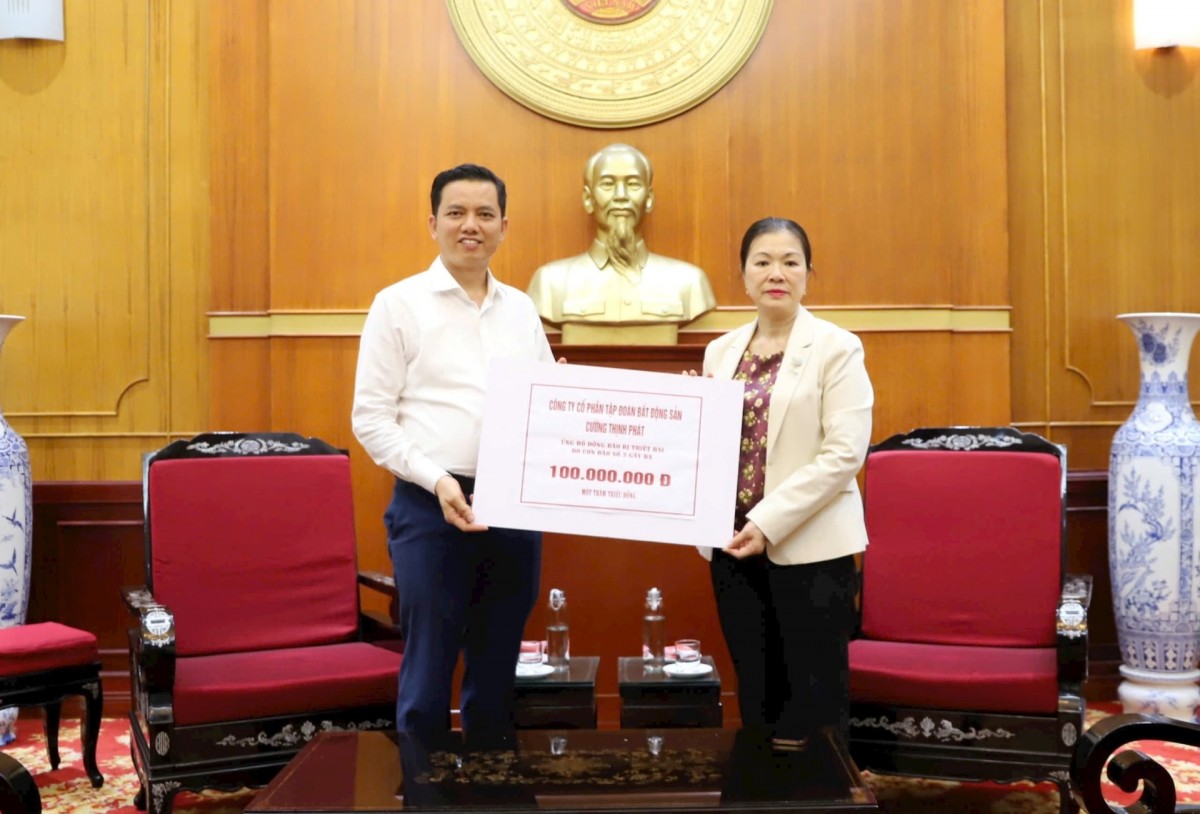 CÔNG TY CỔ PHẦN TẬP ĐOÀN BẤT ĐỘNG SẢN
CƯỜNG THỊNH PHÁT
ỦNG HỘ ĐỒNG BÀO BỊ THIỆT HẠI
DO CƠN BÃO SỐ 3 GÂY RA
100.000.000 Đ
MỘT TRĂM TRIỆU ĐỒNG